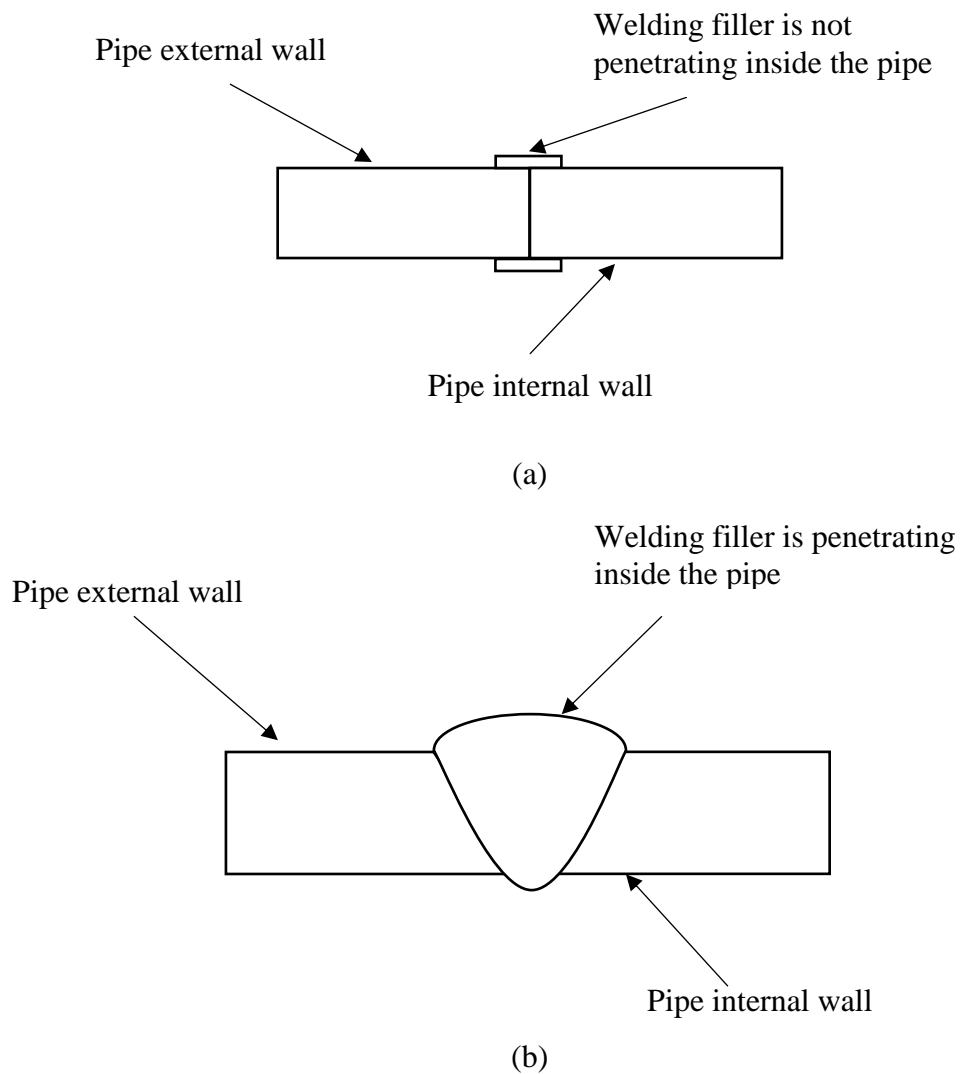 Pipe external wall
Welding filler is not
penetrating inside the pipe
Pipe internal wall
(a)
Welding filler is penetrating
inside the pipe
Pipe external wall
Pipe internal wall
(b)